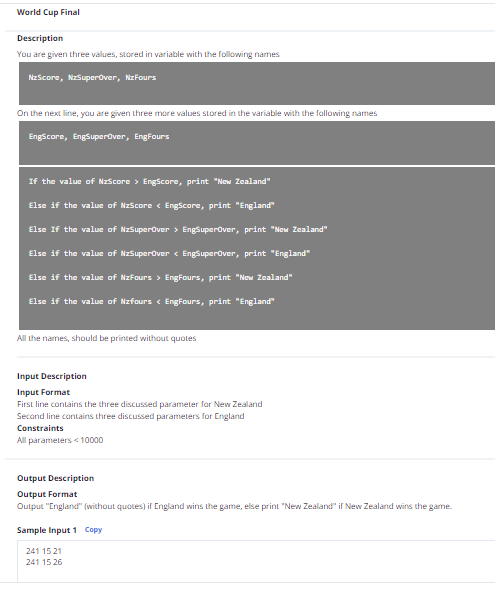 World Cup Final
Description
You are given three values, stored in variable with the following names
NzScore, NzSuperOver, NzFours
On the next line, you are given three more values stored in the variable with the following names
EngScore, EngSuperOver, EngFours
If the value of NzScore > EngScore, print "New Zealand"
Else if the value of NzScore < EngScore, print "England"
Else If the value of NzSuperOver > EngSuperOver, print "New Zealand"
Else if the value of NzSuperOver < EngSuperOver, print "England"
Else if the value of NzFours > EngFours, print "New Zealand"
Else if the value of Nzfours < EngFours, print "England"
All the names, should be printed without quotes
Input Description
Input Format
First line contains the three discussed parameter for New Zealand
Second line contains three discussed parameters for England
Constraints
All parameters < 10000
Output Description
Output Format
Output "England" (without quotes) if England wins the game, else print "New Zealand" if New Zealand wins the game.
Sample Input 1 Copy
241 15 21
241 15 26